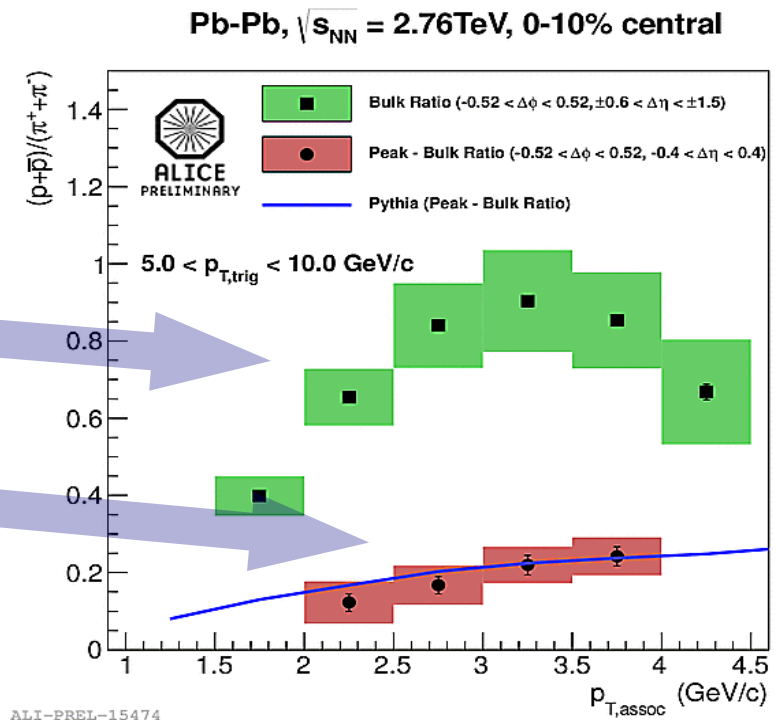 Pb-Pb, √s_NN = 2.76TeV, 0-10% central
(p+p̅)/(π⁺+π⁻)
Bulk Ratio (-0.52 < Δϕ < 0.52,±0.6 < Δη < ±1.5)
Peak - Bulk Ratio (-0.52 < Δϕ < 0.52, -0.4 < Δη < 0.4)
Pythia (Peak - Bulk Ratio)
ALICE
PRELIMINARY
5.0 < p_T,trig < 10.0 GeV/c
1.4
1.2
1
0.8
0.6
0.4
0.2
0
1 1.5 2 2.5 3 3.5 4 4.5
p_T,assoc (GeV/c)
ALI-PREL-15474